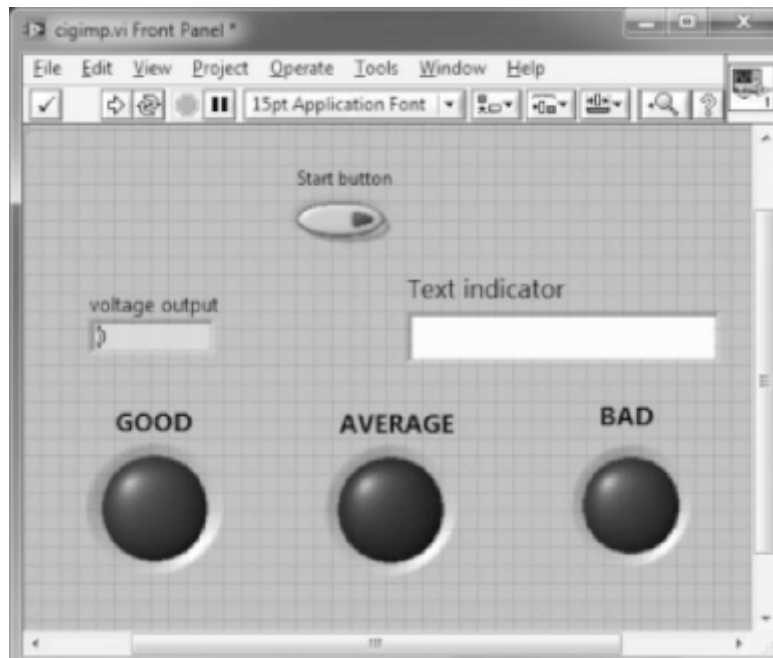 cigimp.vi Front Panel *
File Edit View Project Operate Tools Window Help
15pt Application Font
Start button
voltage output
0
Text indicator
GOOD
AVERAGE
BAD